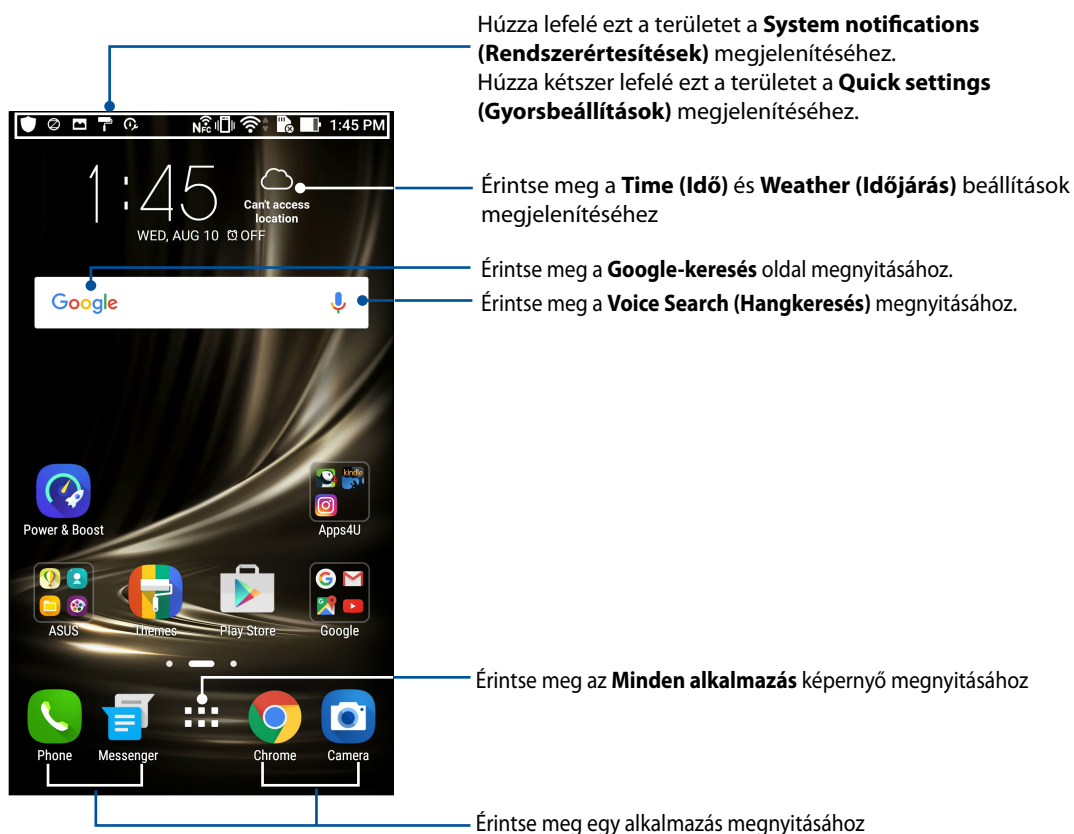 Húzza lefelé ezt a területet a System notifications
(Rendszerértesítések) megjelenítéséhez.
Húzza kétszer lefelé ezt a területet a Quick settings
(Gyorsbeállítások) megjelenítéséhez.
NFC 1:45 PM
1:45
Can't access
location
WED, AUG 10 OFF
Érintse meg a Time (Idő) és Weather (Időjárás) beállítások
megjelenítéséhez
Érintse meg a Google-keresés oldal megnyitásához.
Google
Érintse meg a Voice Search (Hangkeresés) megnyitásához.
kindle
Power & Boost
Apps4U
ASUS
Themes
Play Store
Google
Érintse meg az Minden alkalmazás képernyő megnyitásához
Phone
Messenger
Chrome
Camera
Érintse meg egy alkalmazás megnyitásához